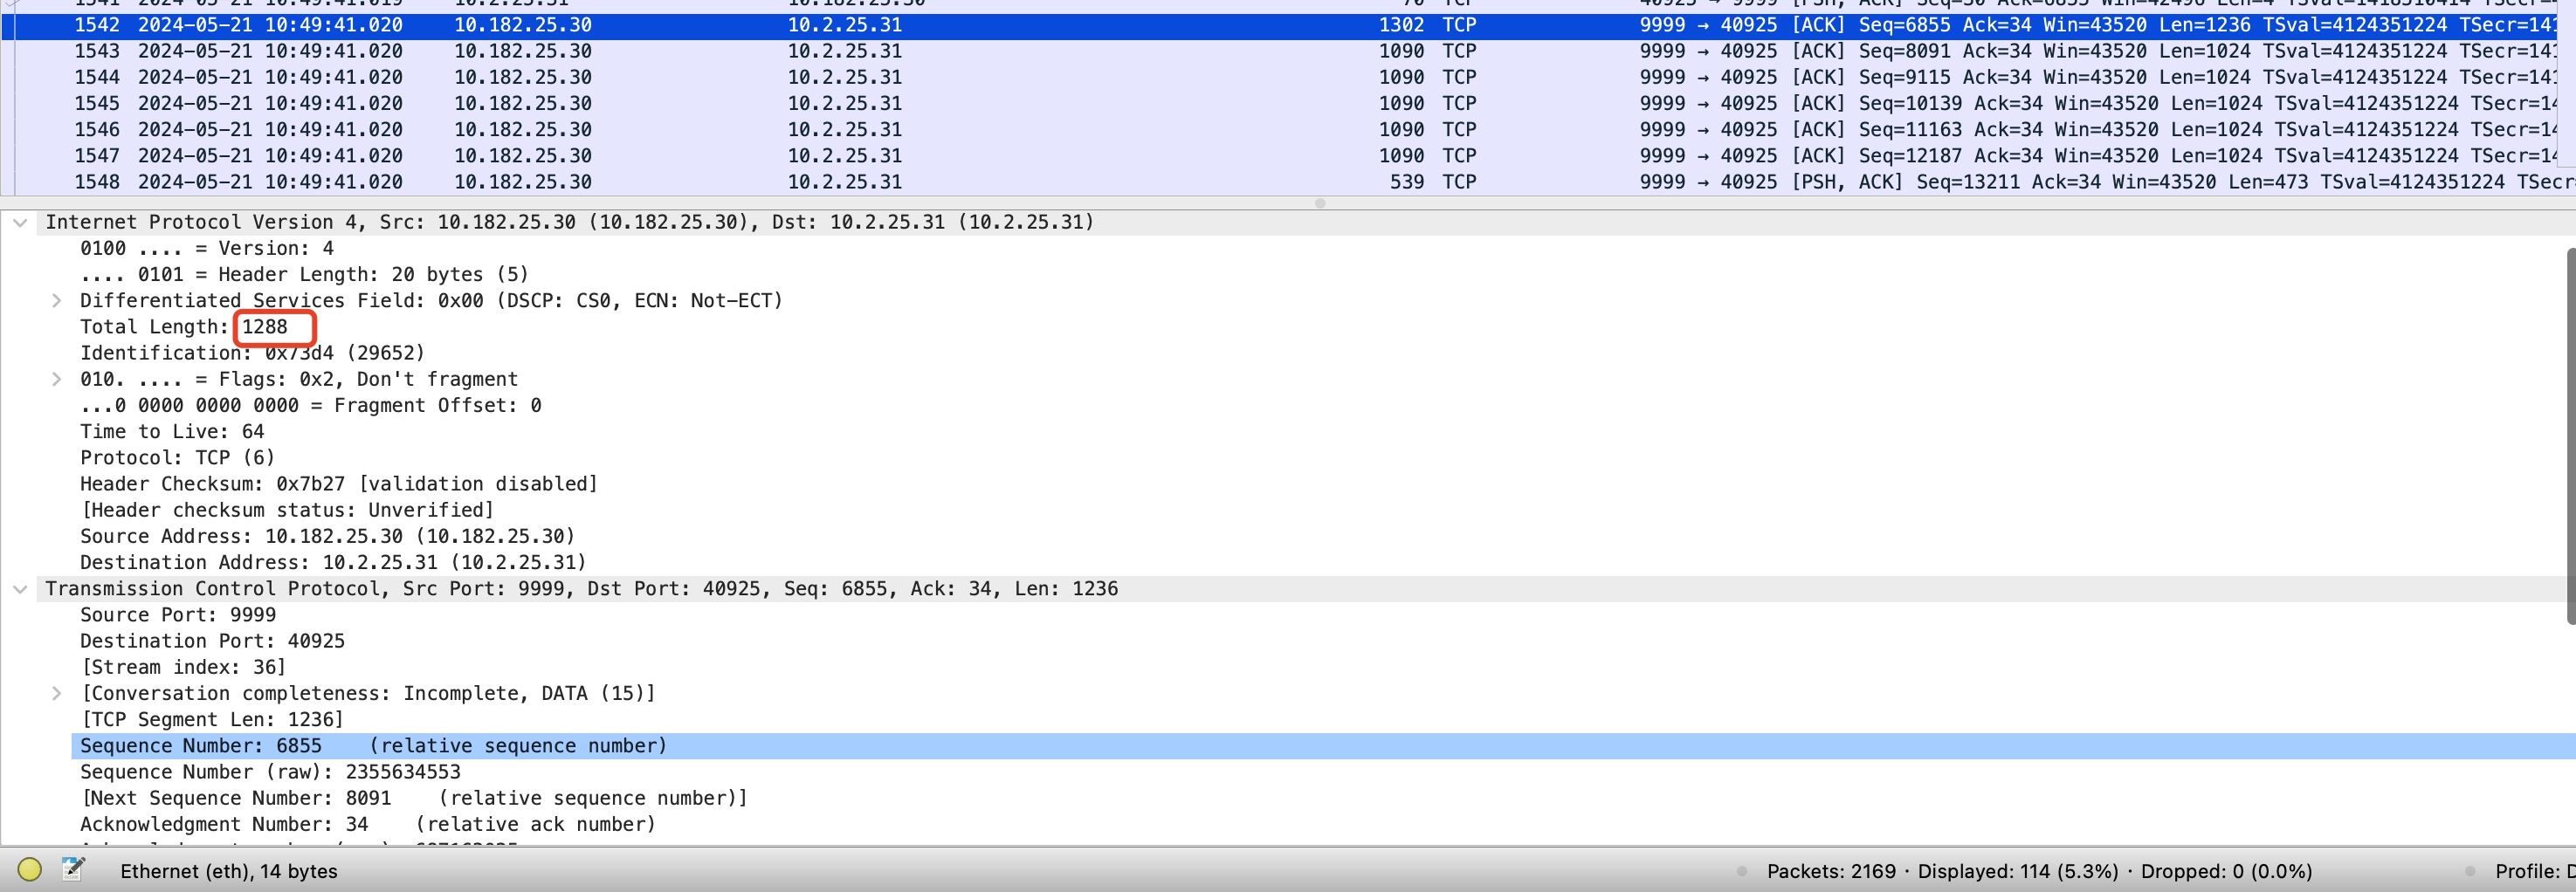 1542 2024-05-21 10:49:41.020 10.182.25.30 10.2.25.31 1302 TCP 9999 → 40925 [ACK] Seq=6855 Ack=34 Win=43520 Len=1236 TSval=4124351224 TSecr=141
1543 2024-05-21 10:49:41.020 10.182.25.30 10.2.25.31 1090 TCP 9999 → 40925 [ACK] Seq=8091 Ack=34 Win=43520 Len=1024 TSval=4124351224 TSecr=141
1544 2024-05-21 10:49:41.020 10.182.25.30 10.2.25.31 1090 TCP 9999 → 40925 [ACK] Seq=9115 Ack=34 Win=43520 Len=1024 TSval=4124351224 TSecr=141
1545 2024-05-21 10:49:41.020 10.182.25.30 10.2.25.31 1090 TCP 9999 → 40925 [ACK] Seq=10139 Ack=34 Win=43520 Len=1024 TSval=4124351224 TSecr=14
1546 2024-05-21 10:49:41.020 10.182.25.30 10.2.25.31 1090 TCP 9999 → 40925 [ACK] Seq=11163 Ack=34 Win=43520 Len=1024 TSval=4124351224 TSecr=14
1547 2024-05-21 10:49:41.020 10.182.25.30 10.2.25.31 1090 TCP 9999 → 40925 [ACK] Seq=12187 Ack=34 Win=43520 Len=1024 TSval=4124351224 TSecr=14
1548 2024-05-21 10:49:41.020 10.182.25.30 10.2.25.31 539 TCP 9999 → 40925 [PSH, ACK] Seq=13211 Ack=34 Win=43520 Len=473 TSval=4124351224 TSecr
Internet Protocol Version 4, Src: 10.182.25.30 (10.182.25.30), Dst: 10.2.25.31 (10.2.25.31)
0100 .... = Version: 4
.... 0101 = Header Length: 20 bytes (5)
Differentiated Services Field: 0x00 (DSCP: CS0, ECN: Not-ECT)
Total Length: 1288
Identification: 0x73d4 (29652)
010. .... = Flags: 0x2, Don't fragment
...0 0000 0000 0000 = Fragment Offset: 0
Time to Live: 64
Protocol: TCP (6)
Header Checksum: 0x7b27 [validation disabled]
[Header checksum status: Unverified]
Source Address: 10.182.25.30 (10.182.25.30)
Destination Address: 10.2.25.31 (10.2.25.31)
Transmission Control Protocol, Src Port: 9999, Dst Port: 40925, Seq: 6855, Ack: 34, Len: 1236
Source Port: 9999
Destination Port: 40925
[Stream index: 36]
[Conversation completeness: Incomplete, DATA (15)]
[TCP Segment Len: 1236]
Sequence Number: 6855 (relative sequence number)
Sequence Number (raw): 2355634553
[Next Sequence Number: 8091 (relative sequence number)]
Acknowledgment Number: 34 (relative ack number)
Ethernet (eth), 14 bytes
Packets: 2169 · Displayed: 114 (5.3%) · Dropped: 0 (0.0%)
Profile: D